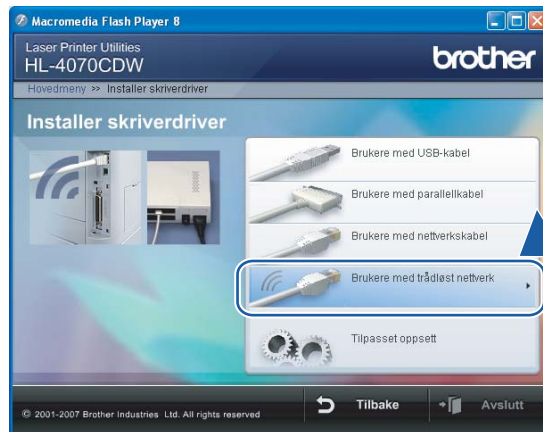 Macromedia Flash Player 8
Laser Printer Utilities
HL-4070CDW
brother
Hovedmeny >> Installer skriverdriver
Installer skriverdriver
Brukere med USB-kabel
Brukere med parallellkabel
Brukere med nettverkskabel
Brukere med trådløst nettverk
Tilpasset oppsett
© 2001-2007 Brother Industries Ltd. All rights reserved
Tilbake
Avslutt